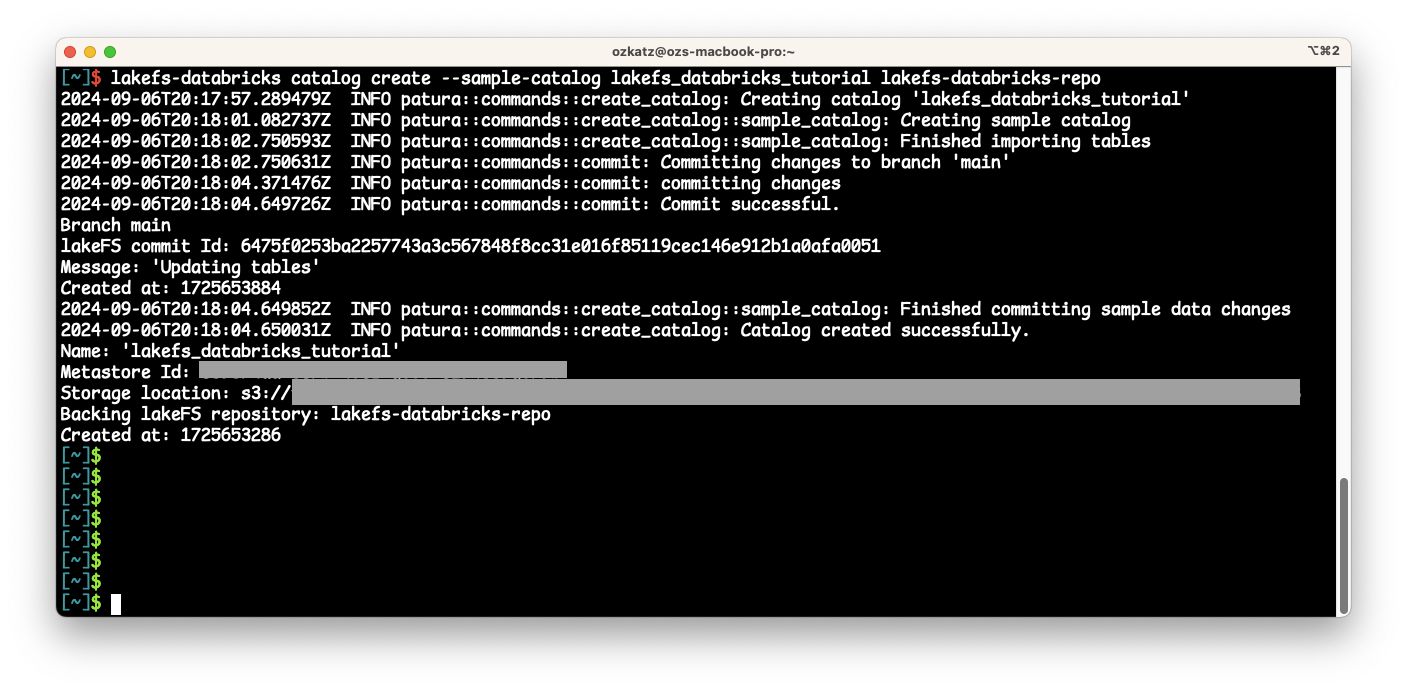 ozkatz@ozs-macbook-pro:~
⌥⌘2
[~]$ lakefs-databricks catalog create --sample-catalog lakefs_databricks_tutorial lakefs-databricks-repo
2024-09-06T20:17:57.289479Z  INFO patura::commands::create_catalog: Creating catalog 'lakefs_databricks_tutorial'
2024-09-06T20:18:01.082737Z  INFO patura::commands::create_catalog::sample_catalog: Creating sample catalog
2024-09-06T20:18:02.750593Z  INFO patura::commands::create_catalog::sample_catalog: Finished importing tables
2024-09-06T20:18:02.750631Z  INFO patura::commands::commit: Committing changes to branch 'main'
2024-09-06T20:18:04.371476Z  INFO patura::commands::commit: committing changes
2024-09-06T20:18:04.649726Z  INFO patura::commands::commit: Commit successful.
Branch main
lakeFS commit Id: 6475f0253ba2257743a3c567848f8cc31e016f85119cec146e912b1a0afa0051
Message: 'Updating tables'
Created at: 1725653884
2024-09-06T20:18:04.649852Z  INFO patura::commands::create_catalog::sample_catalog: Finished committing sample data changes
2024-09-06T20:18:04.650031Z  INFO patura::commands::create_catalog: Catalog created successfully.
Name: 'lakefs_databricks_tutorial'
Metastore Id:
Storage location: s3://
Backing lakeFS repository: lakefs-databricks-repo
Created at: 1725653286
[~]$
[~]$
[~]$
[~]$
[~]$
[~]$
[~]$
[~]$